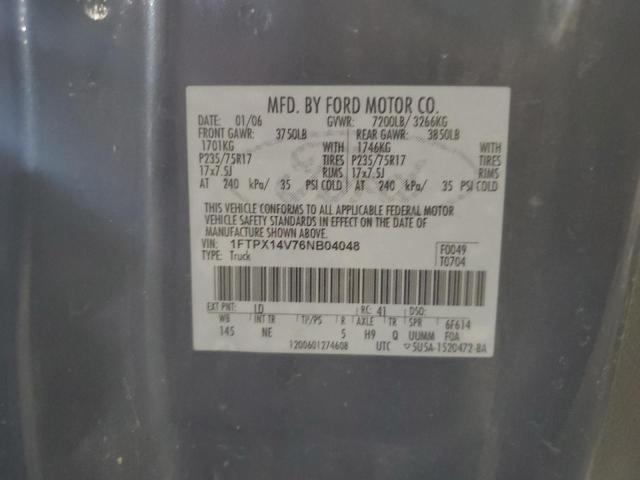 MFD. BY FORD MOTOR CO.
DATE: 01/06 GVWR: 7200LB/ 3266KG
FRONT GAWR: 3750LB REAR GAWR: 3850LB
1701KG WITH 1746KG WITH
P235/75R17 TIRES P235/75R17 TIRES
17x7.5J RIMS 17x7.5J RIMS
AT 240 kPa/ 35 PSI COLD AT 240 kPa/ 35 PSI COLD
THIS VEHICLE CONFORMS TO ALL APPLICABLE FEDERAL MOTOR
VEHICLE SAFETY STANDARDS IN EFFECT ON THE DATE OF
MANUFACTURE SHOWN ABOVE.
VIN: 1FTPX14V76NB04048 F0049
TYPE: Truck T0704
EXT PNT: LD RC: 41 DSO:
WB INT TR TP/PS R AXLE TR SPR 6F614
145 NE 5 H9 Q UUMM FOA
1200601274608 UTC 5U5A-1520472-BA